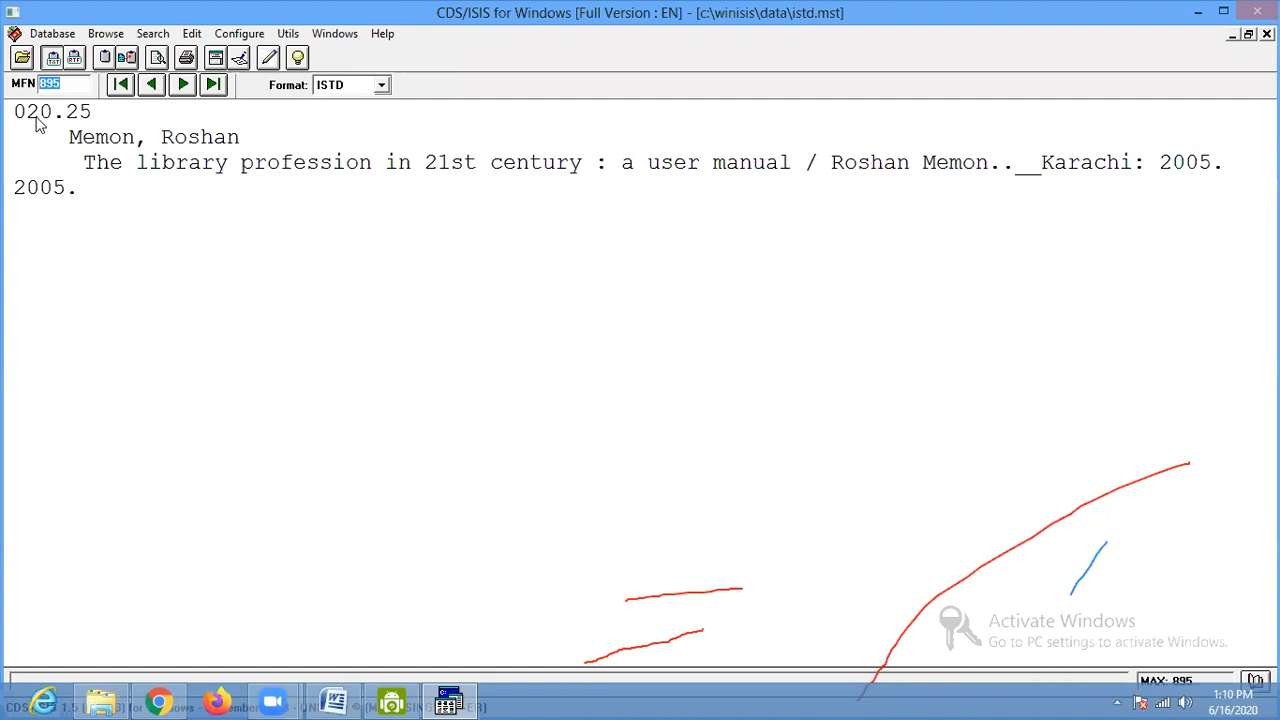 CDS/ISIS for Windows [Full Version : EN] - [c:\winisis\data\istd.mst]
Database Browse Search Edit Configure Utils Windows Help
MFN 895 Format: ISTD
020.25
Memon, Roshan
The library profession in 21st century : a user manual / Roshan Memon..__Karachi: 2005.
2005.
Activate Windows
Go to PC settings to activate Windows.
MAX: 895
1:10 PM
6/16/2020